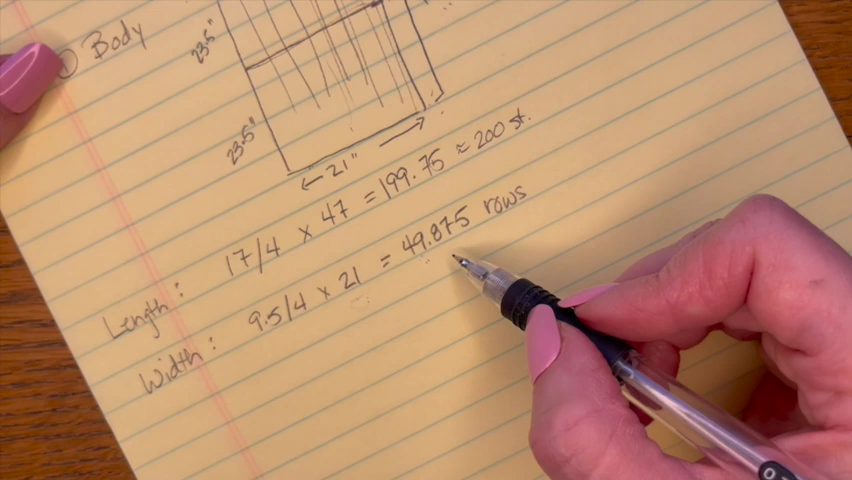 ① Body
23.5"
23.5"
← 21" →
Length: 17/4 x 47 = 199.75 ≈ 200 st.
Width: 9.5/4 x 21 = 49.875 rows